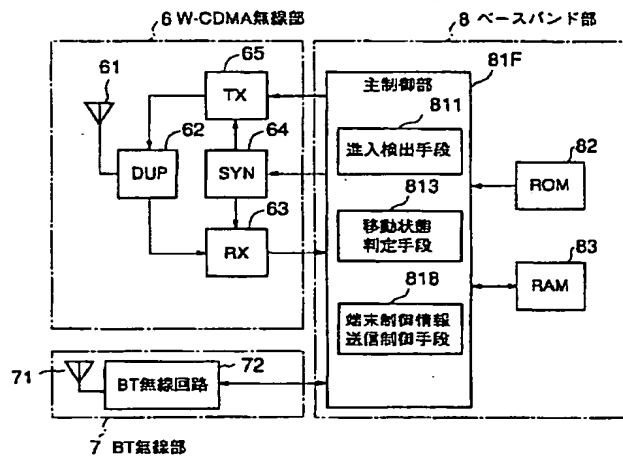 6 W-CDMA無線部
8 ベースバンド部
61
65
TX
62
DUP
64
SYN
63
RX
81F
主制御部
811
進入検出手段
813
移動状態
判定手段
818
端末制御情報
送信制御手段
82
ROM
83
RAM
71
72
BT無線回路
7 BT無線部